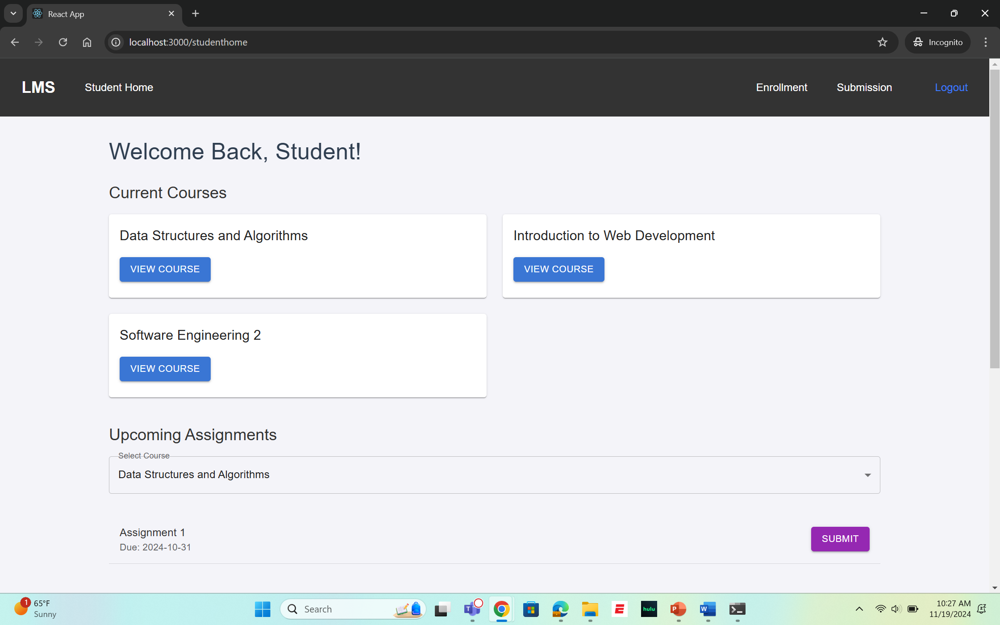 React App
localhost:3000/studenthome
Incognito
LMS
Student Home
Enrollment
Submission
Logout
Welcome Back, Student!
Current Courses
Data Structures and Algorithms
VIEW COURSE
Introduction to Web Development
VIEW COURSE
Software Engineering 2
VIEW COURSE
Upcoming Assignments
Select Course
Data Structures and Algorithms
Assignment 1
Due: 2024-10-31
SUBMIT
1
65°F
Sunny
Search
T
E
hulu
P
W
10:27 AM
11/19/2024